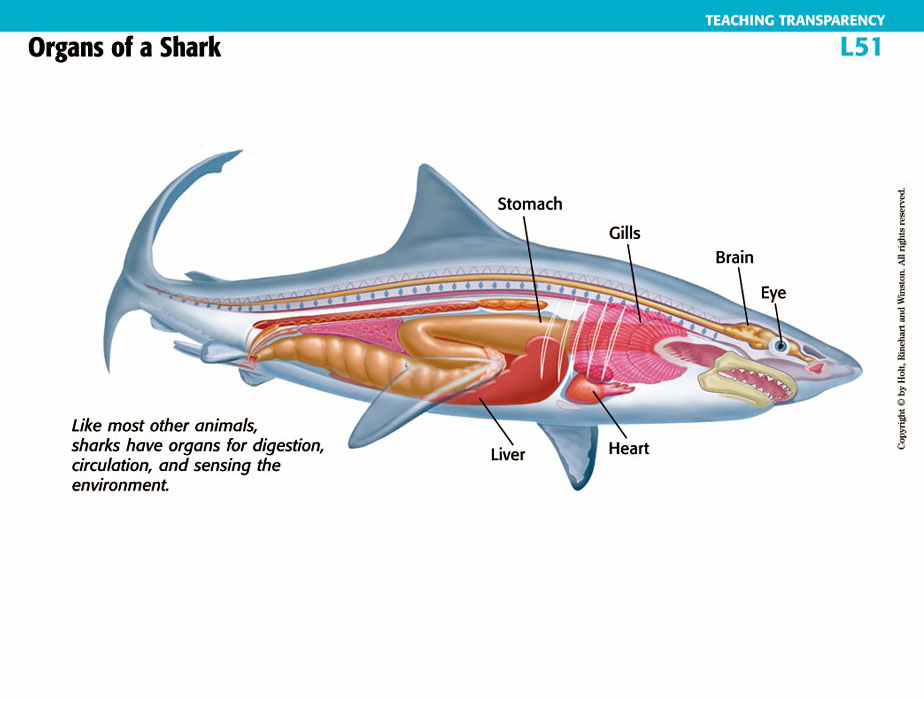 TEACHING TRANSPARENCY
Organs of a Shark
L51
Stomach
Gills
Brain
Eye
Like most other animals,
sharks have organs for digestion,
circulation, and sensing the
environment.
Liver
Heart
Copyright © by Holt, Rinehart and Winston. All rights reserved.